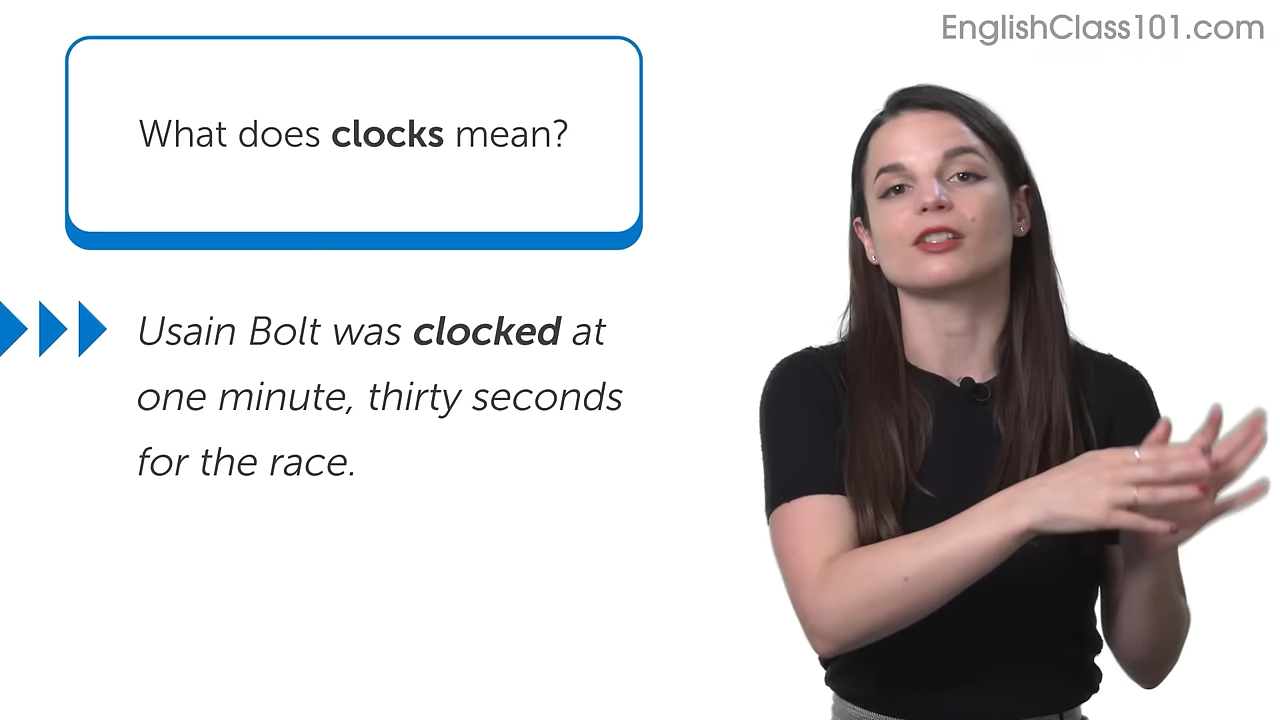 EnglishClass101.com
What does clocks mean?
Usain Bolt was clocked at
one minute, thirty seconds
for the race.